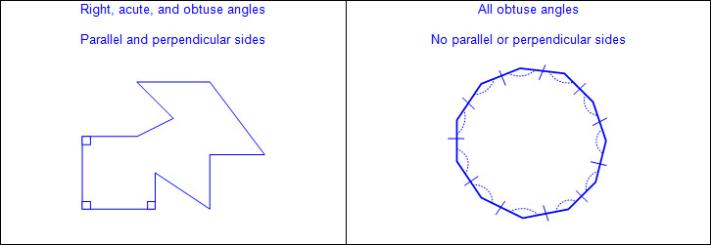 Right, acute, and obtuse angles
Parallel and perpendicular sides
All obtuse angles
No parallel or perpendicular sides